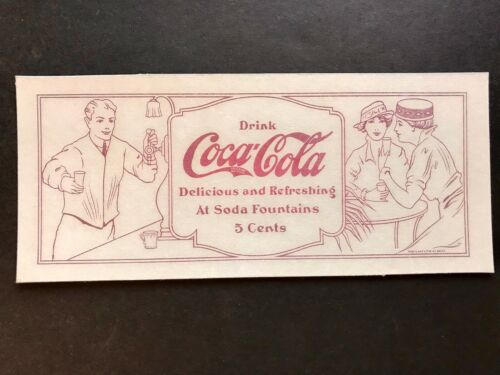 Drink
Coca-Cola
Delicious and Refreshing
At Soda Fountains
5 Cents